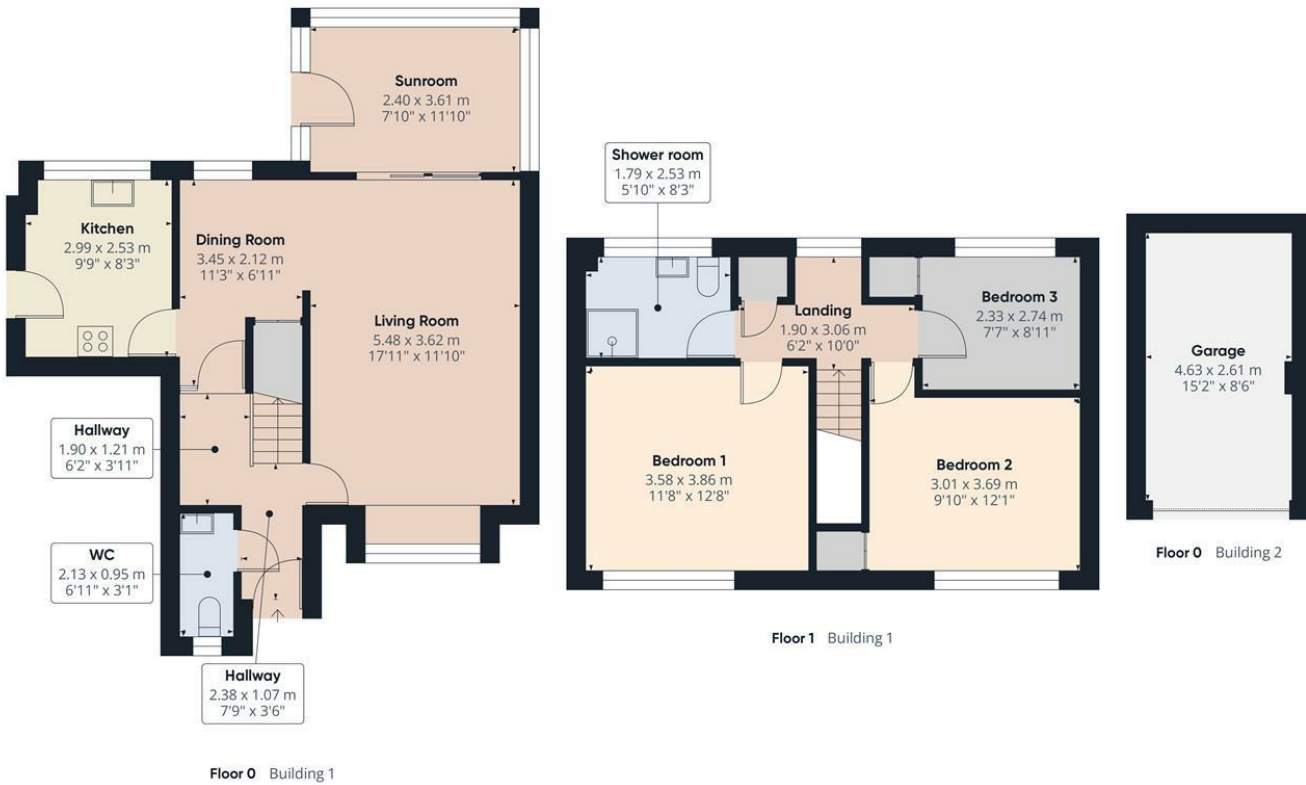 Sunroom
2.40 x 3.61 m
7'10" x 11'10"
Kitchen
2.99 x 2.53 m
9'9" x 8'3"
Dining Room
3.45 x 2.12 m
11'3" x 6'11"
Living Room
5.48 x 3.62 m
17'11" x 11'10"
Hallway
1.90 x 1.21 m
6'2" x 3'11"
WC
2.13 x 0.95 m
6'11" x 3'1"
Hallway
2.38 x 1.07 m
7'9" x 3'6"
Floor 0 Building 1
Shower room
1.79 x 2.53 m
5'10" x 8'3"
Landing
1.90 x 3.06 m
6'2" x 10'0"
Bedroom 3
2.33 x 2.74 m
7'7" x 8'11"
Bedroom 1
3.58 x 3.86 m
11'8" x 12'8"
Bedroom 2
3.01 x 3.69 m
9'10" x 12'1"
Floor 1 Building 1
Garage
4.63 x 2.61 m
15'2" x 8'6"
Floor 0 Building 2